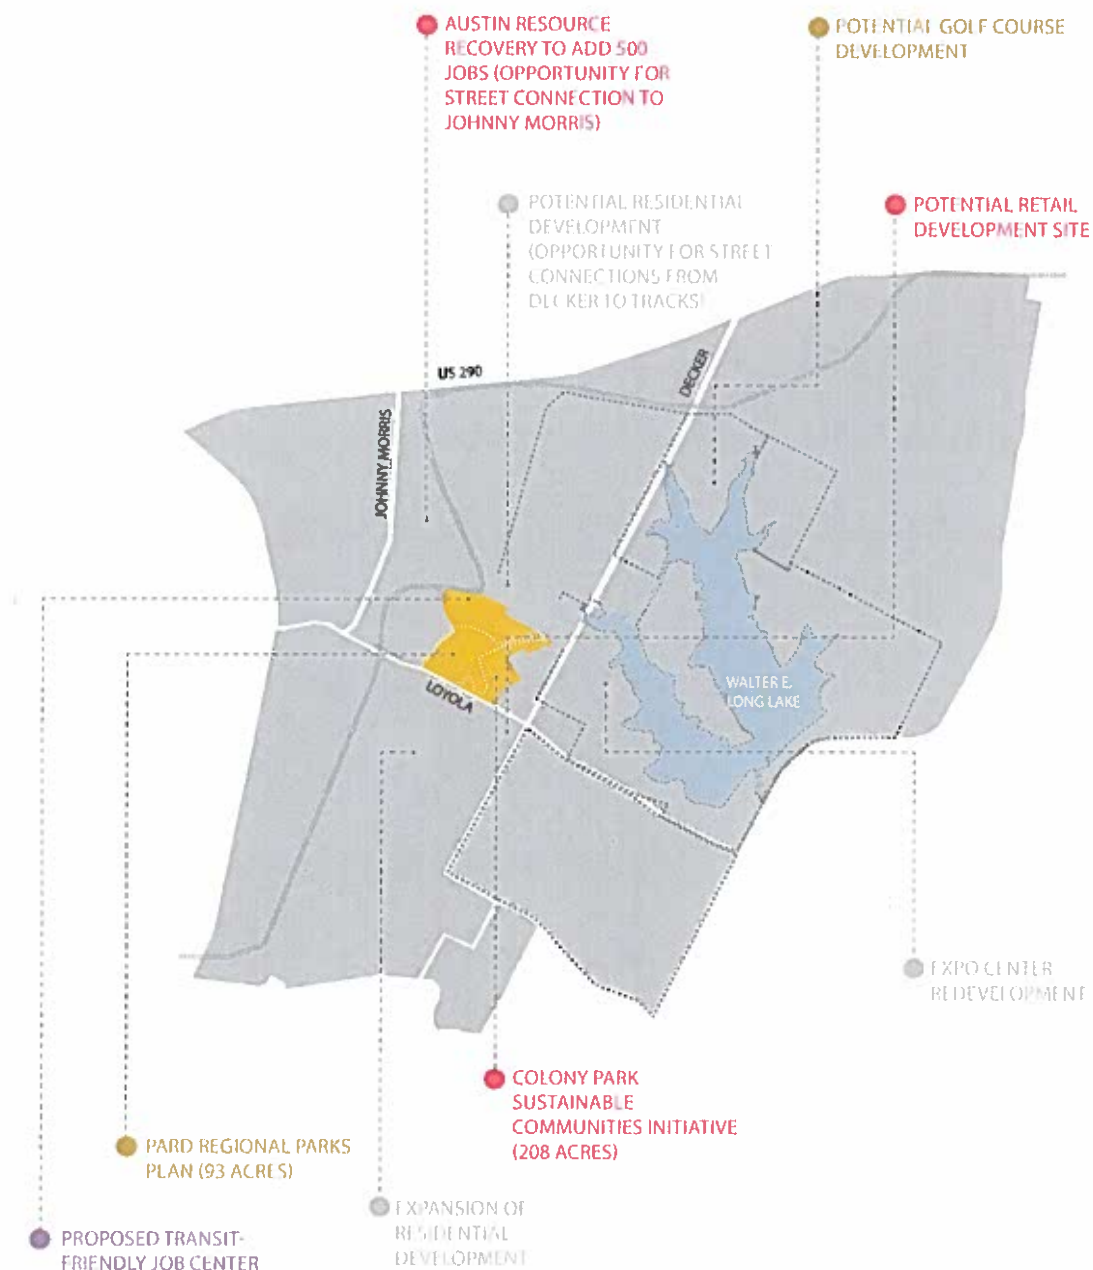 AUSTIN RESOURCE
RECOVERY TO ADD 500
JOBS (OPPORTUNITY FOR
STREET CONNECTION TO
JOHNNY MORRIS)
POTENTIAL GOLF COURSE
DEVELOPMENT
POTENTIAL RESIDENTIAL
DEVELOPMENT
(OPPORTUNITY FOR STREET
CONNECTIONS FROM
DECKER TO TRACKS)
POTENTIAL RETAIL
DEVELOPMENT SITE
US 290
DECKER
JOHNNY MORRIS
LOYOLA
WALTER E.
LONG LAKE
EXPO CENTER
REDEVELOPMENT
COLONY PARK
SUSTAINABLE
COMMUNITIES INITIATIVE
(208 ACRES)
PARD REGIONAL PARKS
PLAN (93 ACRES)
EXPANSION OF
RESIDENTIAL
DEVELOPMENT
PROPOSED TRANSIT-
FRIENDLY JOB CENTER